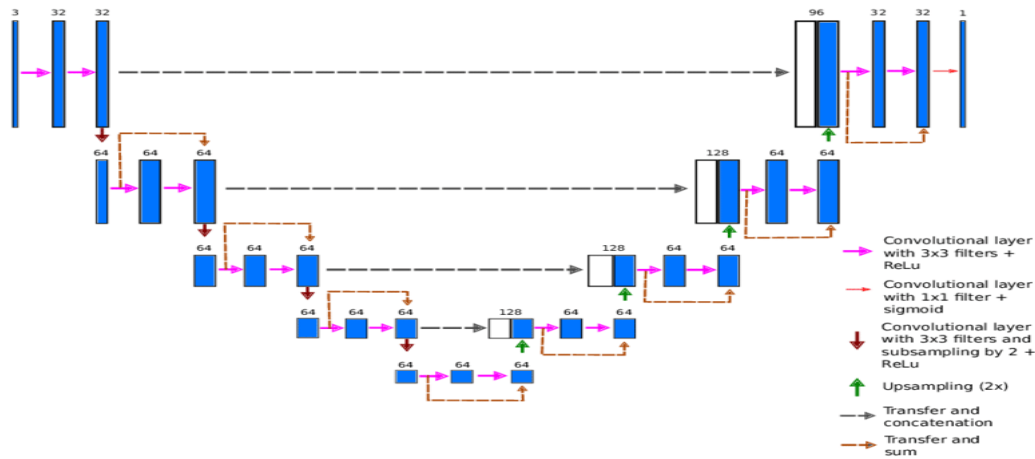 3 32 32 96 32 32 1
64 64 64 128 64 64
64 64 64 128 64 64
64 64 64 128 64 64
64 64 64
Convolutional layer
with 3x3 filters +
ReLu
Convolutional layer
with 1x1 filter +
sigmoid
Convolutional layer
with 3x3 filters and
subsampling by 2 +
ReLu
Upsampling (2x)
Transfer and
concatenation
Transfer and
sum